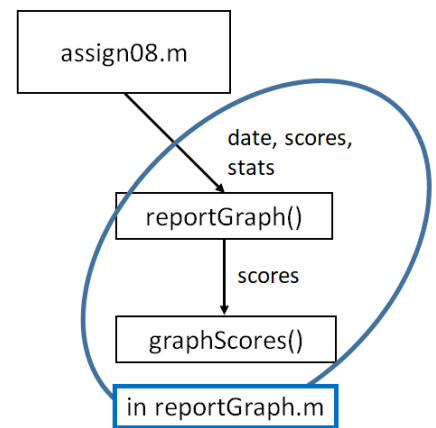 assign08.m
date, scores,
stats
reportGraph()
scores
graphScores()
in reportGraph.m